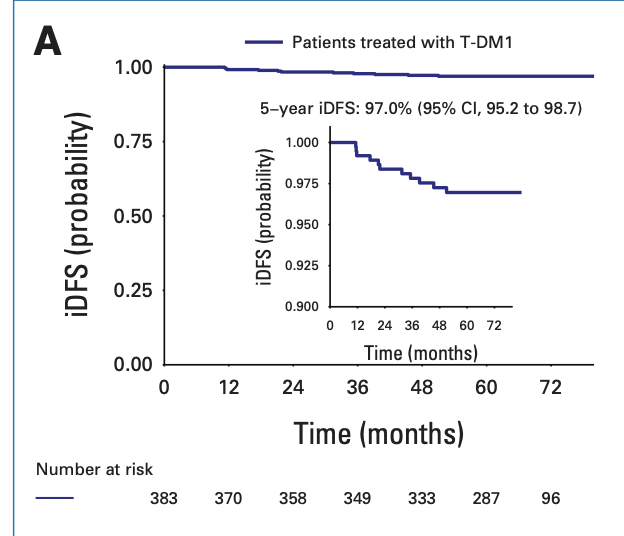 A
Patients treated with T-DM1
1.00
0.75
0.50
0.25
0.00
iDFS (probability)
0 12 24 36 48 60 72
Time (months)
5–year iDFS: 97.0% (95% CI, 95.2 to 98.7)
1.000
0.975
0.950
0.925
0.900
iDFS (probability)
0 12 24 36 48 60 72
Time (months)
Number at risk
383 370 358 349 333 287 96